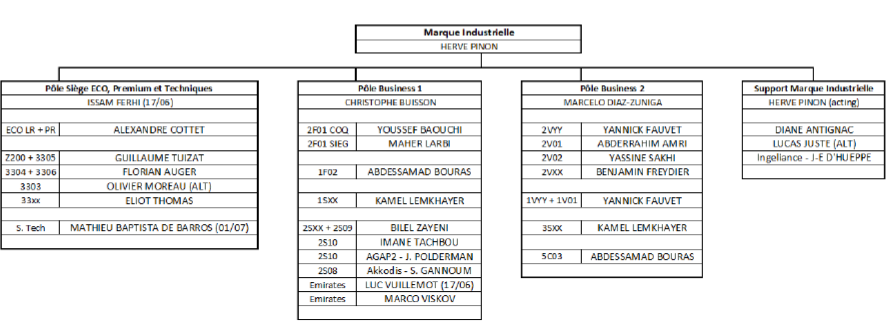 Marque Industrielle
HERVE PINON
Pôle Siège ECO, Premium et Techniques
ISSAM FERHI (17/06)
ECO LR + PR ALEXANDRE COTTET
Z200 + 3305 GUILLAUME TUIZAT
3304 + 3306 FLORIAN AUGER
3303 OLIVIER MOREAU (ALT)
33xx ELIOT THOMAS
S. Tech MATHIEU BAPTISTA DE BARROS (01/07)
Pôle Business 1
CHRISTOPHE BUISSON
2F01 COQ YOUSSEF BAOUCHI
2F01 SIEG MAHER LARBI
1F02 ABDESSAMAD BOURAS
1SXX KAMEL LEMKHAYER
2SXX + 2S09 BILEL ZAYENI
2S10 IMANE TACHBOU
2S10 AGAP2 - J. POLDERMAN
2S08 Akkodis - S. GANNOUM
Emirates LUC VUILLEMOT (17/06)
Emirates MARCO VISKOV
Pôle Business 2
MARCELO DIAZ-ZUNIGA
2VYY YANNICK FAUVET
2V01 ABDERRAHIM AMRI
2V02 YASSINE SAKHI
2VXX BENJAMIN FREYDIER
1VYY + 1V01 YANNICK FAUVET
3SXX KAMEL LEMKHAYER
5C03 ABDESSAMAD BOURAS
Support Marque Industrielle
HERVE PINON (acting)
DIANE ANTIGNAC
LUCAS JUSTE (ALT)
Ingeliance - J-E D'HUEPPE